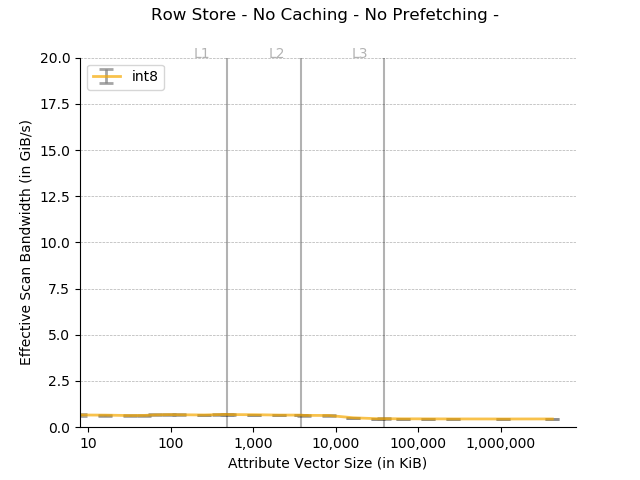 Row Store - No Caching - No Prefetching -
L1 L2 L3
int8
20.0
17.5
15.0
12.5
10.0
7.5
5.0
2.5
0.0
Effective Scan Bandwidth (in GiB/s)
10 100 1,000 10,000 100,000 1,000,000
Attribute Vector Size (in KiB)